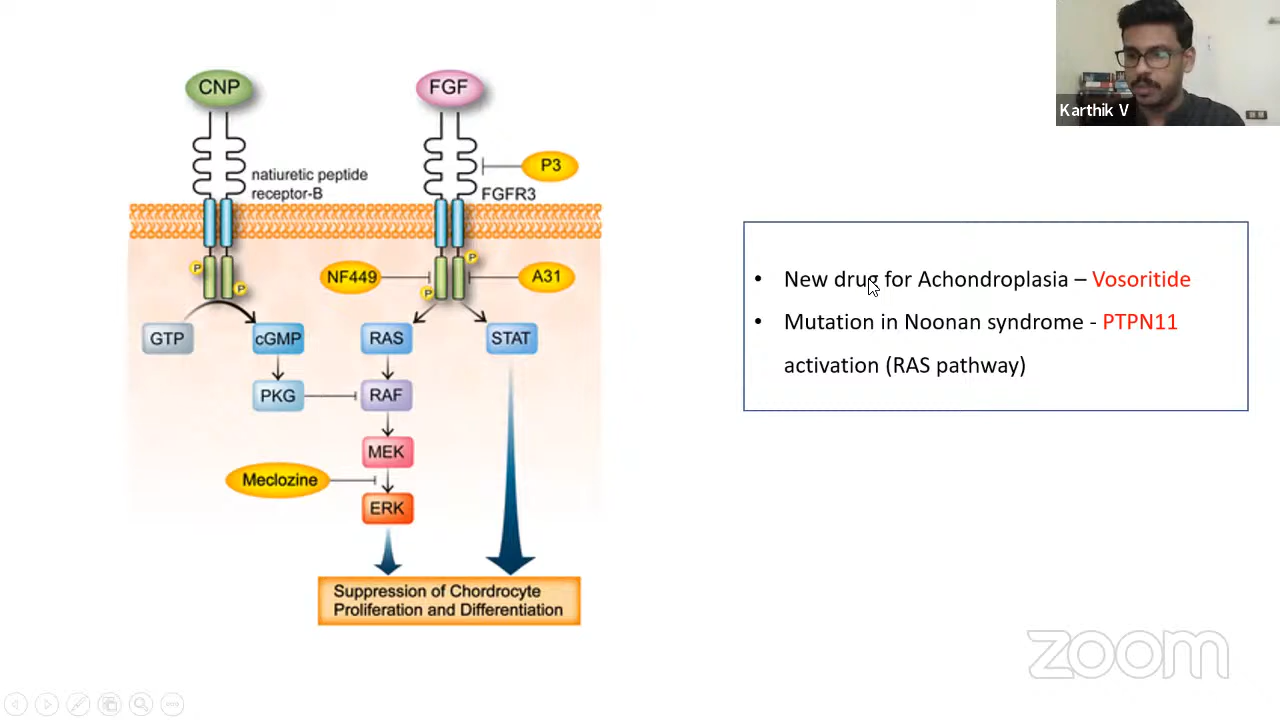 Karthik V
CNP
FGF
natiuretic peptide
receptor-B
P3
FGFR3
P
P
P
P
NF449
A31
GTP
cGMP
RAS
STAT
PKG
RAF
MEK
Meclozine
ERK
Suppression of Chordrocyte
Proliferation and Differentiation
• New drug for Achondroplasia – Vosoritide
• Mutation in Noonan syndrome - PTPN11
activation (RAS pathway)
zoom